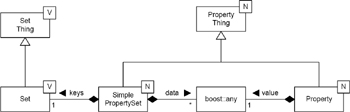 V
Set
Thing
N
Property
Thing
V
Set
◄ keys
1
N
Simple
PropertySet
data ►
*
boost::any
◄ value
1
N
Property